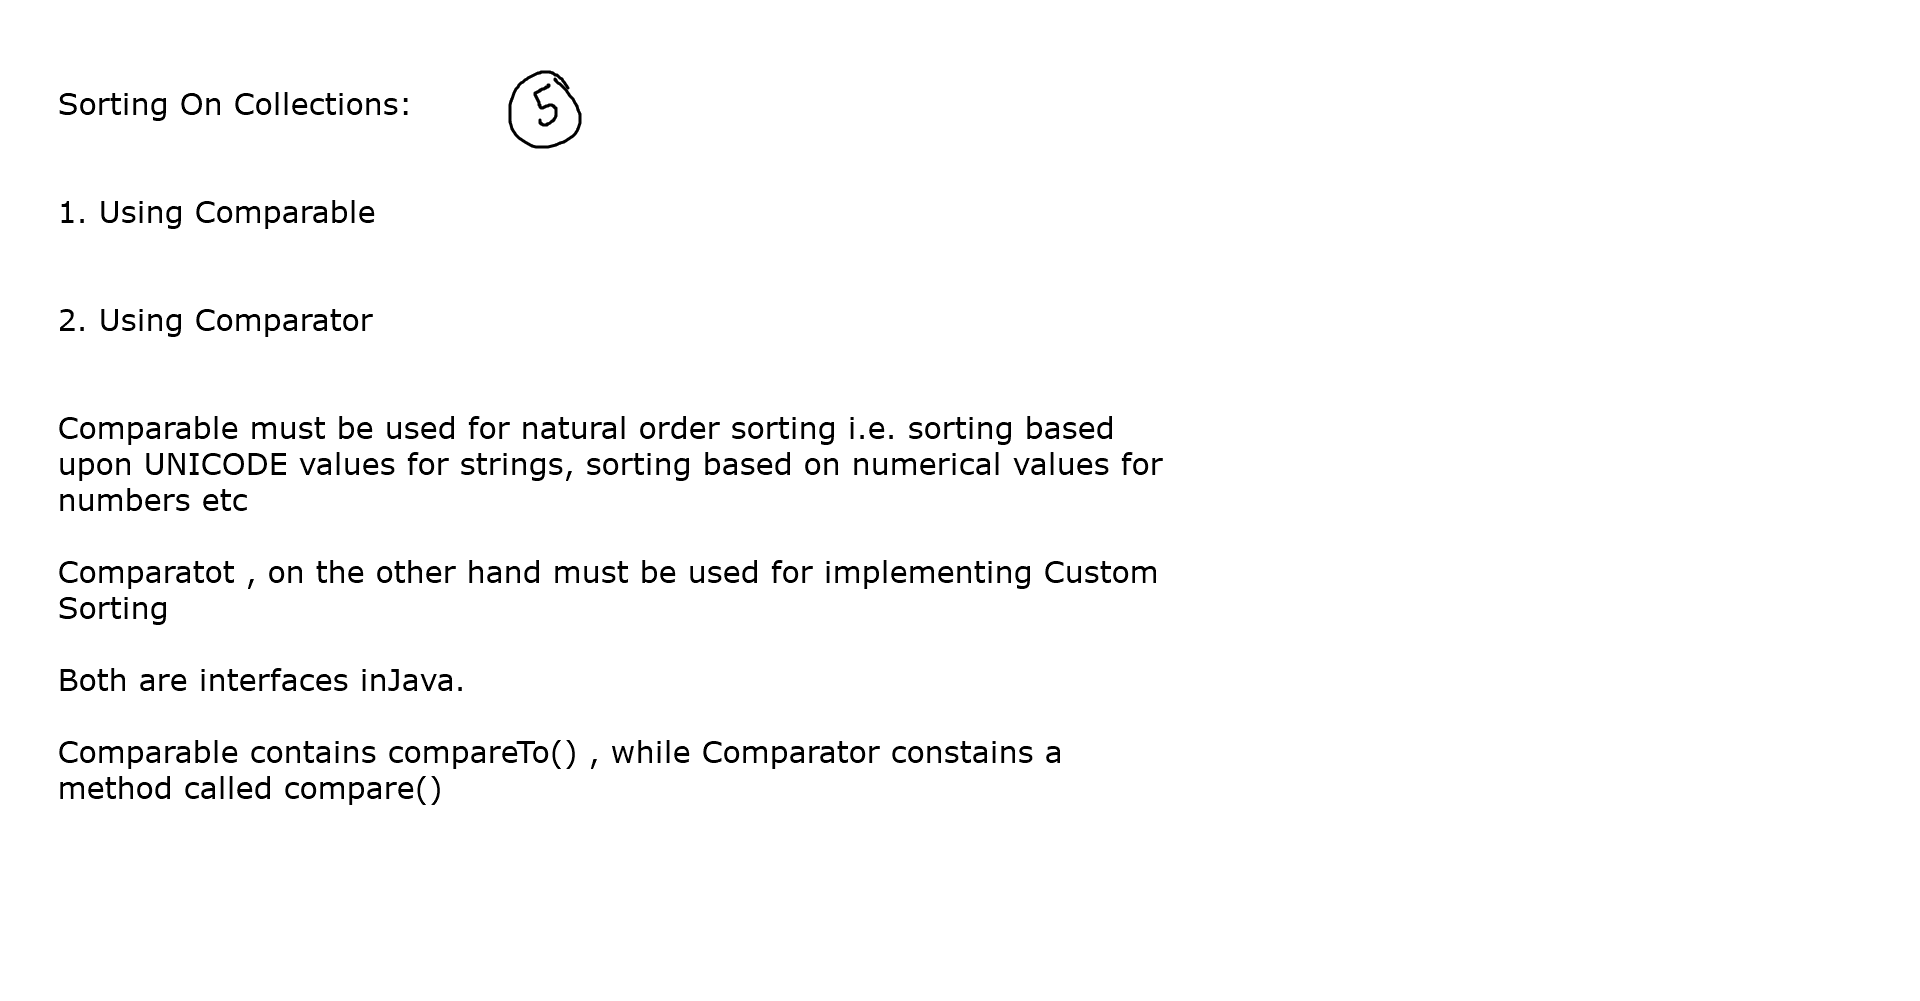 Sorting On Collections: 5
1. Using Comparable
2. Using Comparator
Comparable must be used for natural order sorting i.e. sorting based
upon UNICODE values for strings, sorting based on numerical values for
numbers etc
Comparatot , on the other hand must be used for implementing Custom
Sorting
Both are interfaces inJava.
Comparable contains compareTo() , while Comparator constains a
method called compare()